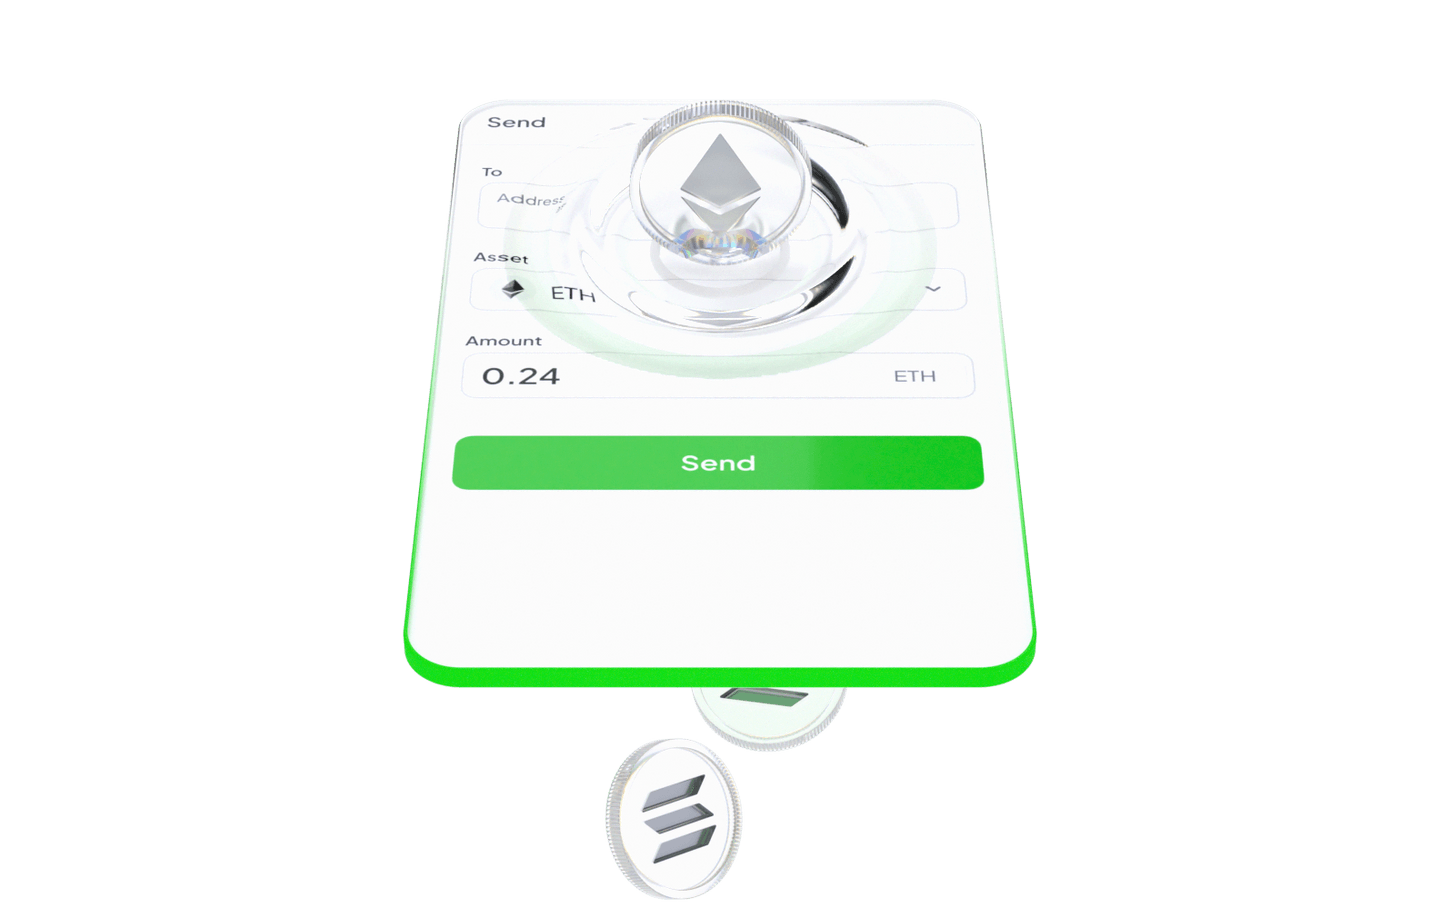 Send
To
Address
Asset
ETH
Amount
0.24 ETH
Send